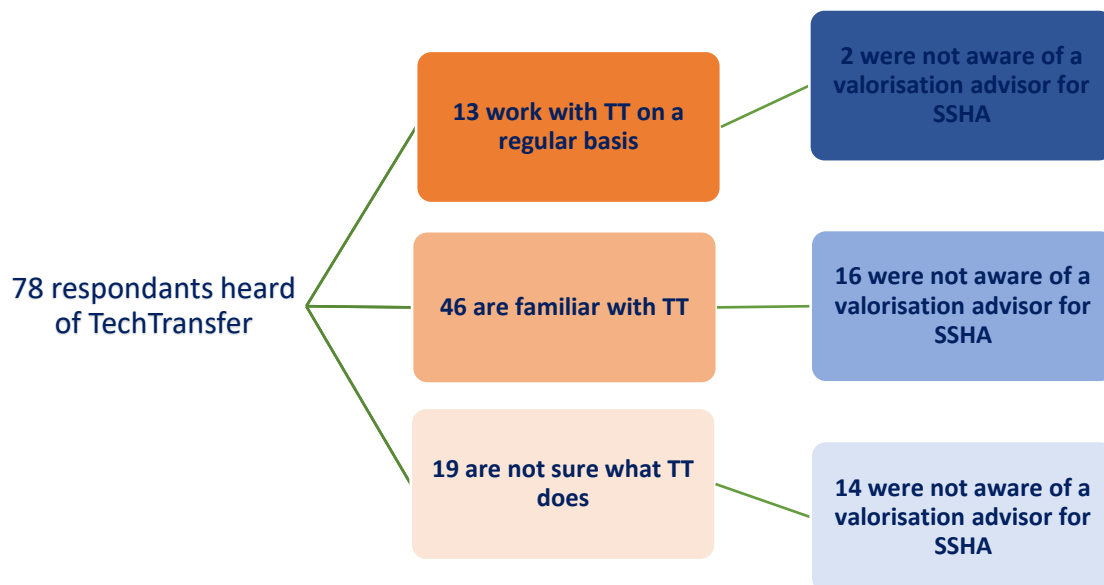 78 respondants heard
of TechTransfer
13 work with TT on a
regular basis
2 were not aware of a
valorisation advisor for
SSHA
46 are familiar with TT
16 were not aware of a
valorisation advisor for
SSHA
19 are not sure what TT
does
14 were not aware of a
valorisation advisor for
SSHA